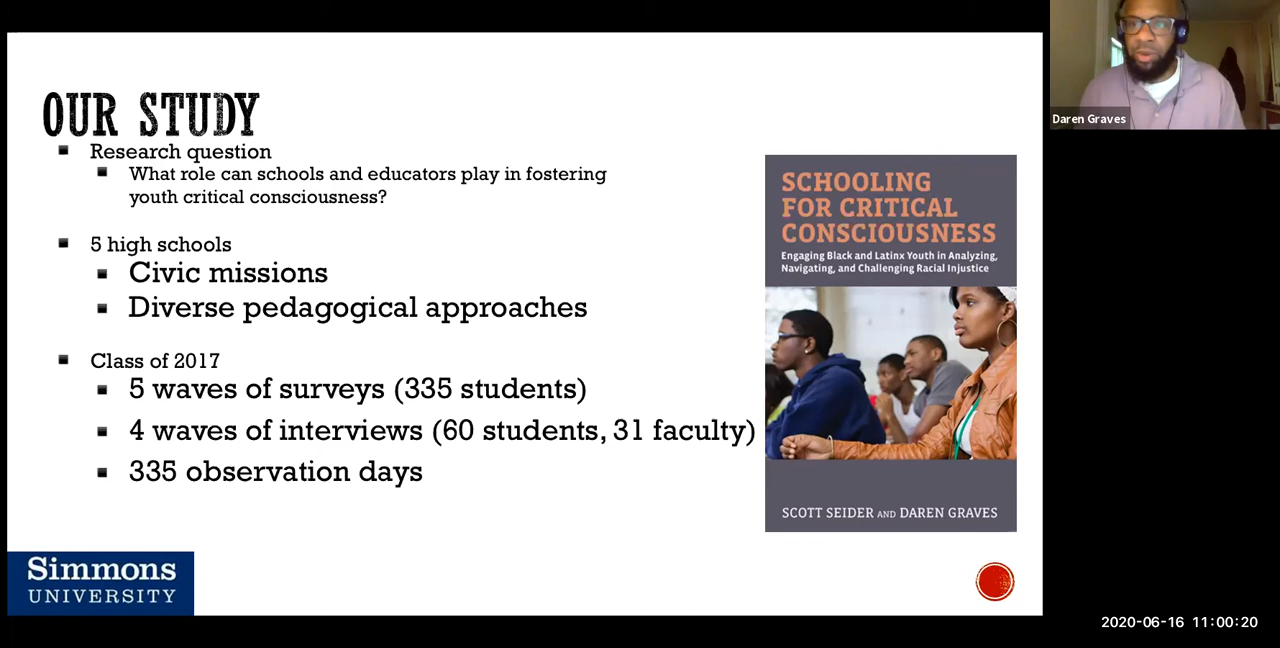 OUR STUDY
Research question
What role can schools and educators play in fostering
youth critical consciousness?
5 high schools
Civic missions
Diverse pedagogical approaches
Class of 2017
5 waves of surveys (335 students)
4 waves of interviews (60 students, 31 faculty)
335 observation days
SCHOOLING
FOR CRITICAL
CONSCIOUSNESS
Engaging Black and Latinx Youth in Analyzing,
Navigating, and Challenging Racial Injustice
SCOTT SEIDER AND DAREN GRAVES
Simmons
UNIVERSITY
Daren Graves
2020-06-16 11:00:20